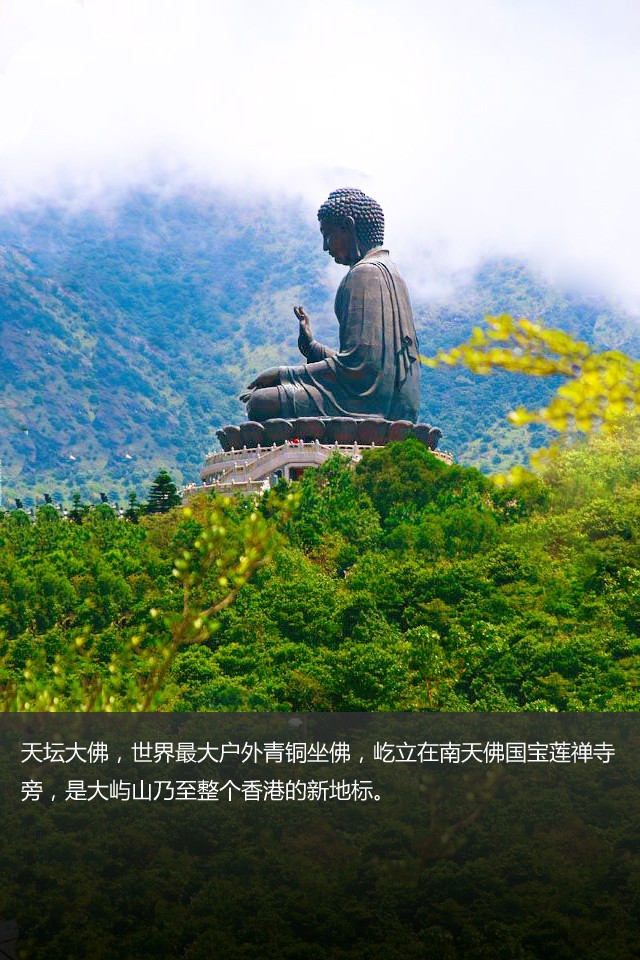 天坛大佛，世界最大户外青铜坐佛，屹立在南天佛国宝莲禅寺
旁，是大屿山乃至整个香港的新地标。